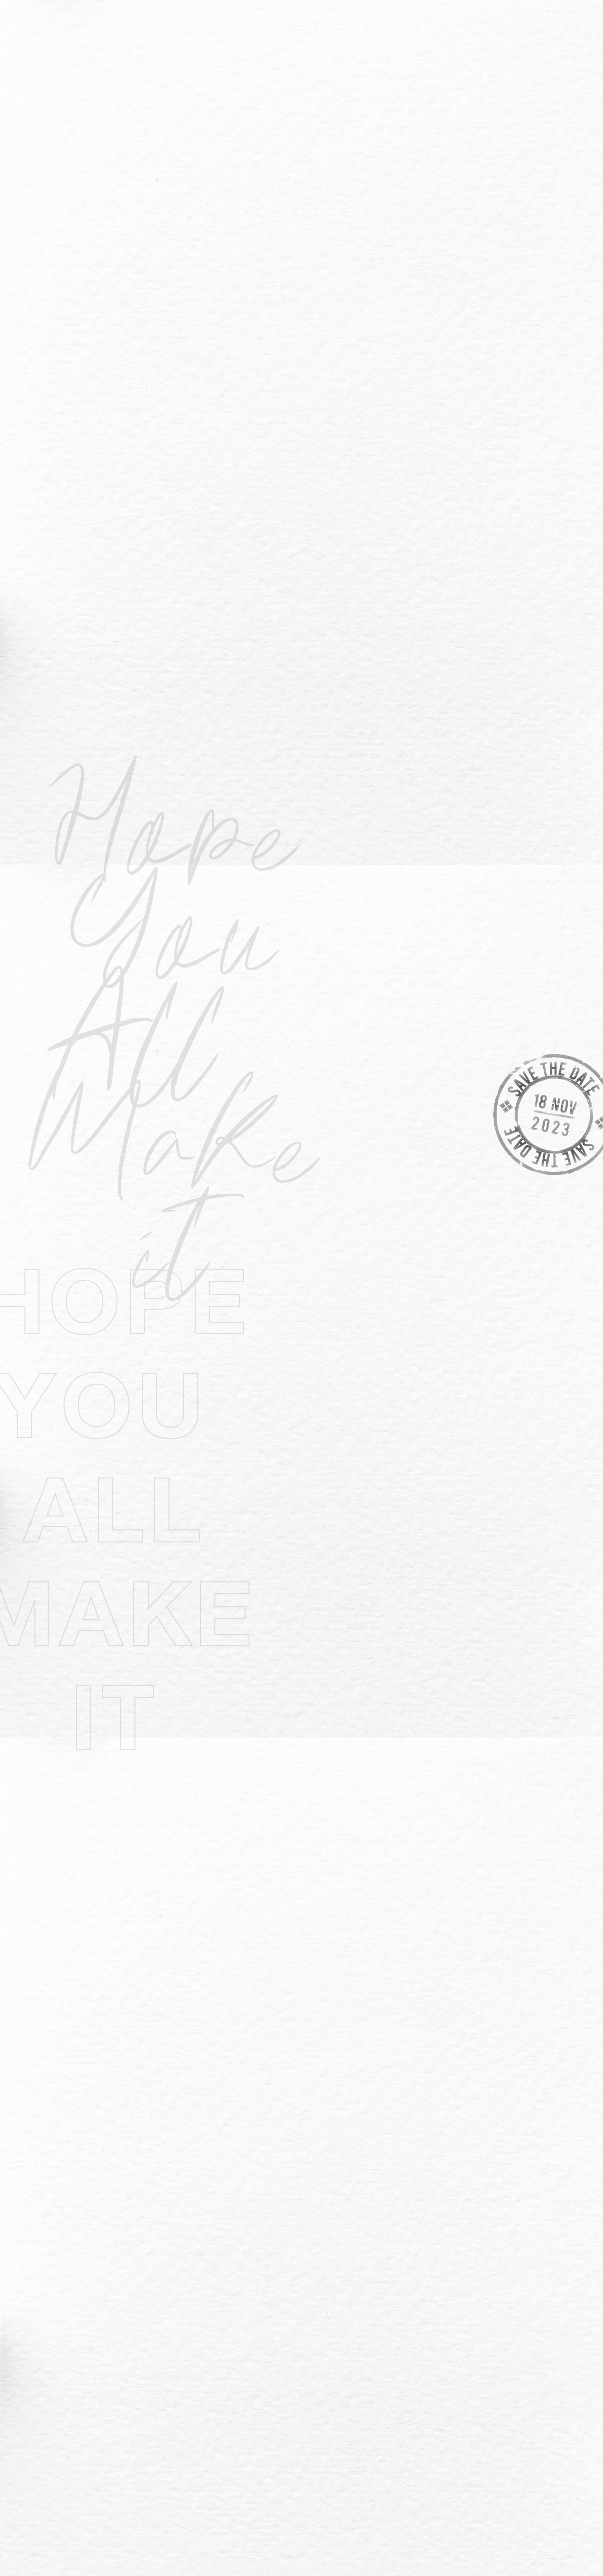 Hope
You
All
Make
it
SAVE THE DATE
18 NOV
2023
SAVE THE DATE
HOPE
YOU
ALL
MAKE
IT